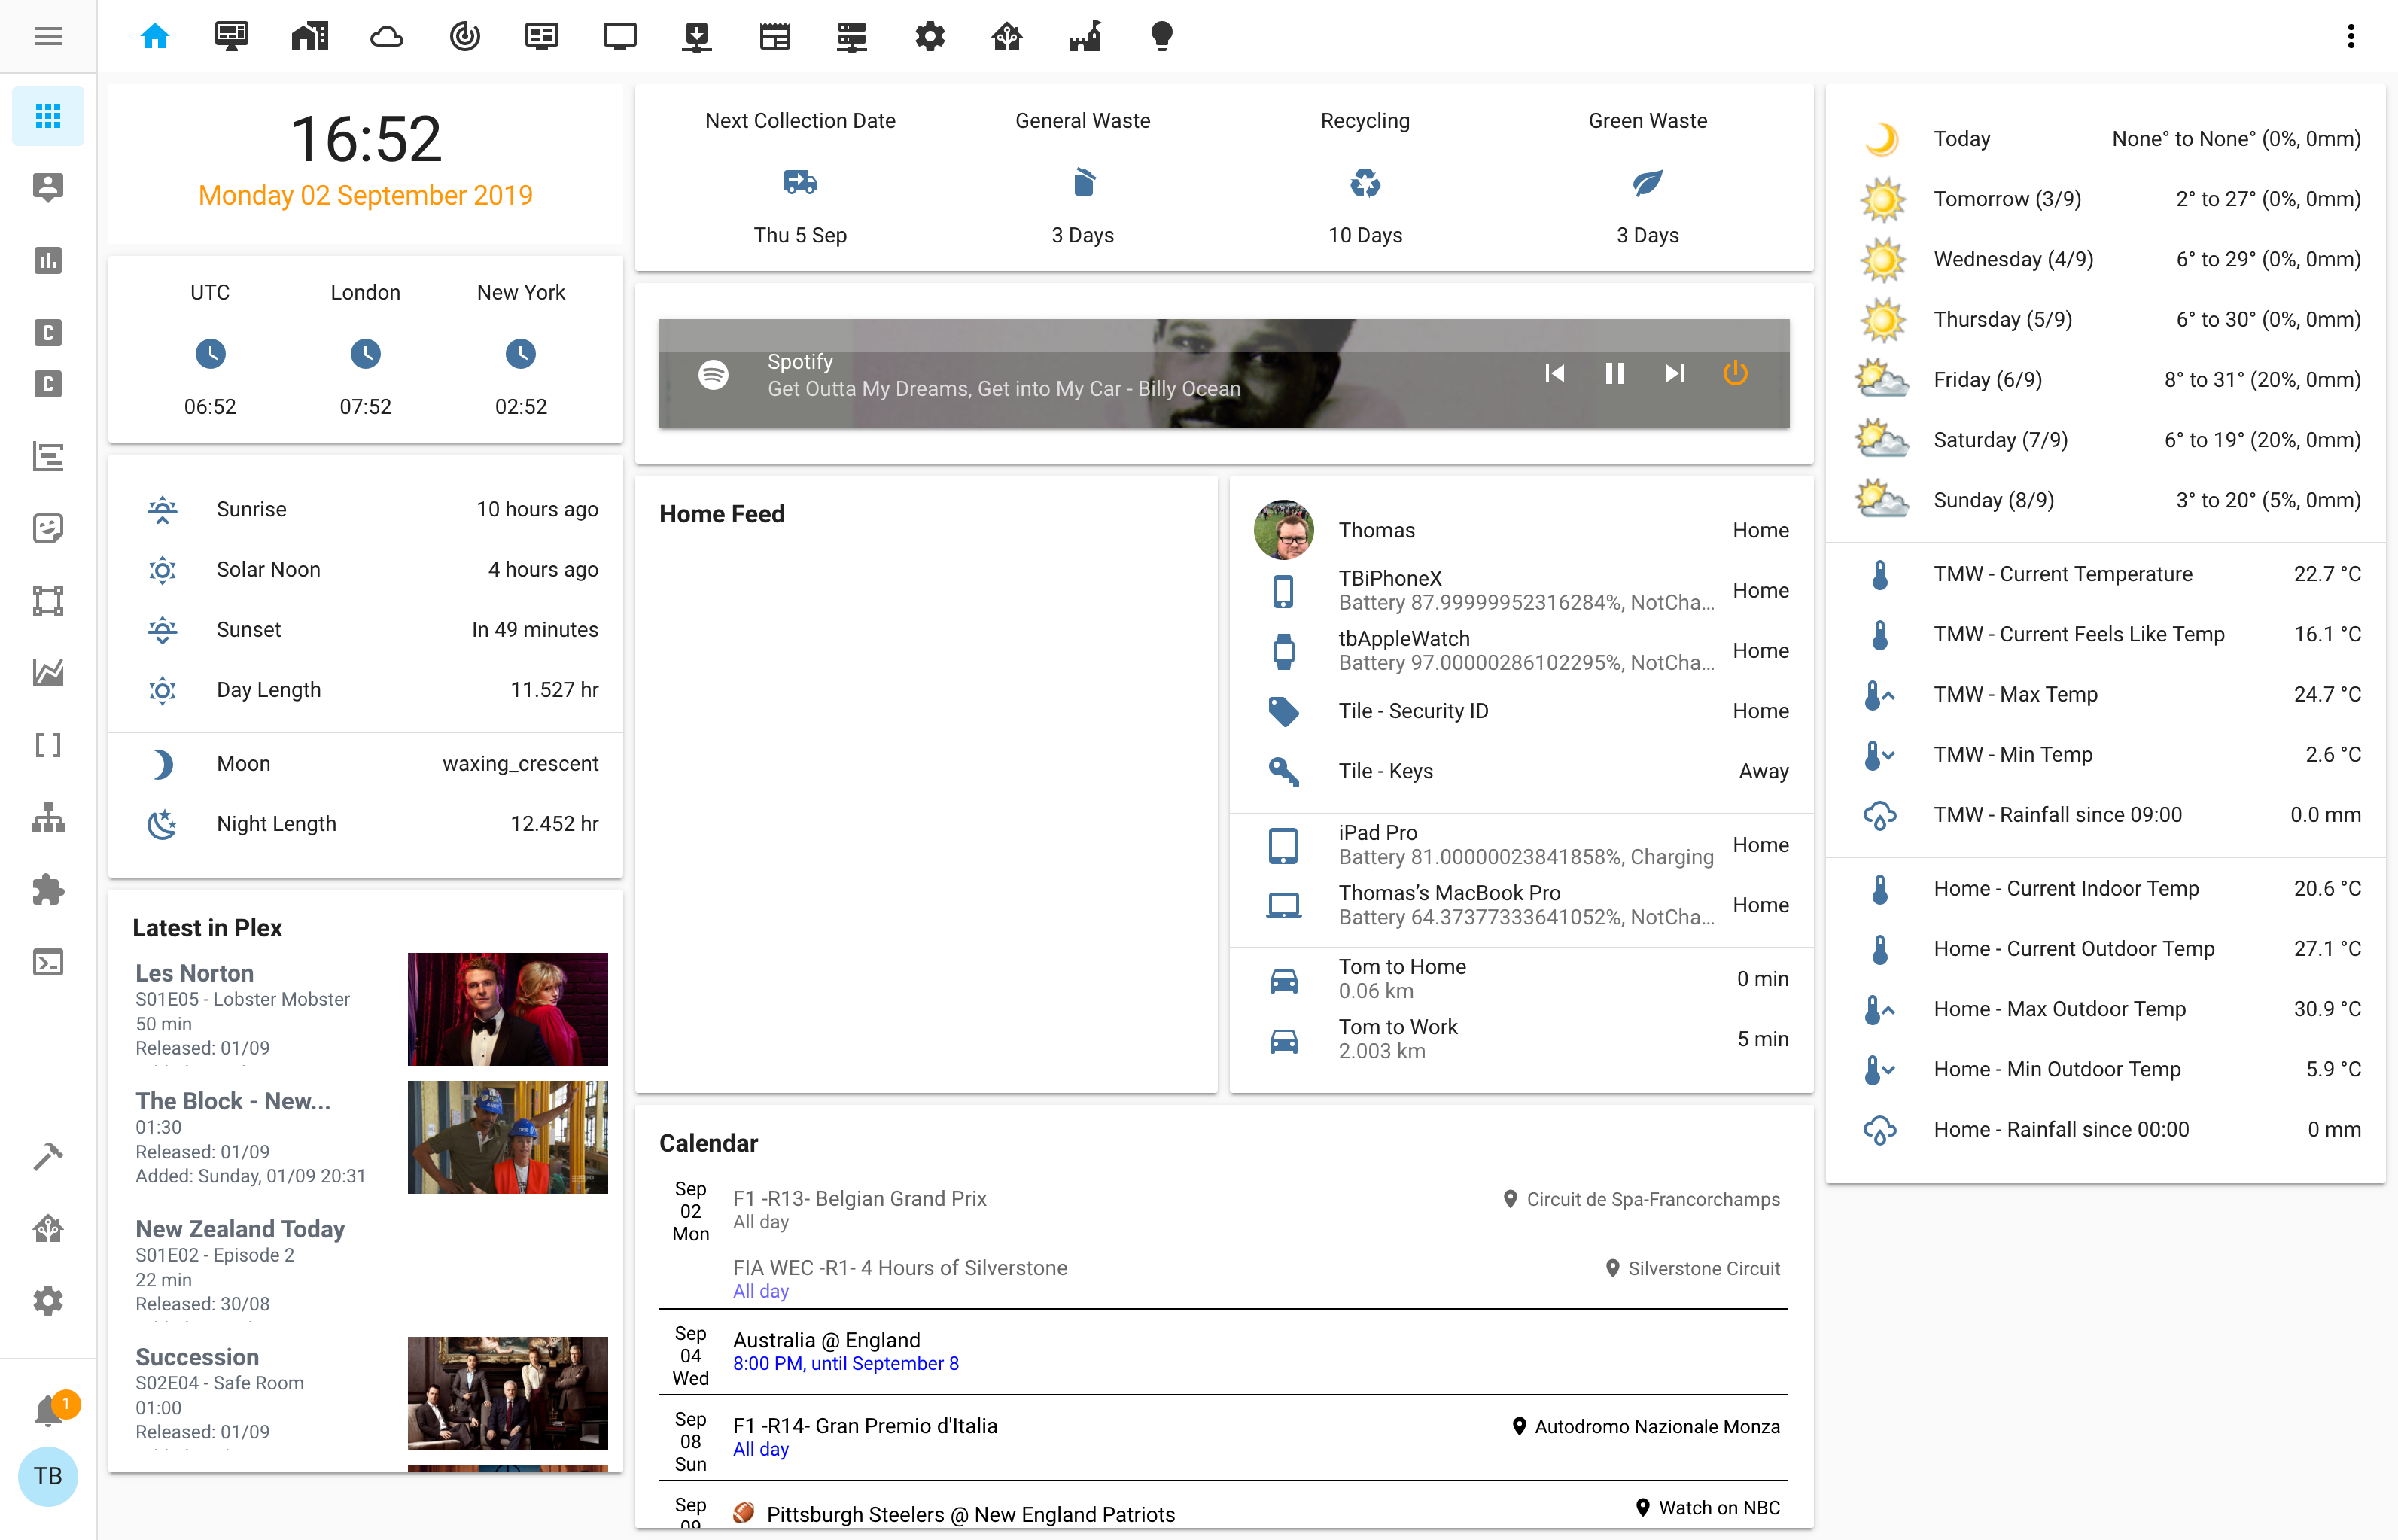 16:52
Monday 02 September 2019
UTC London New York
06:52 07:52 02:52
Sunrise 10 hours ago
Solar Noon 4 hours ago
Sunset In 49 minutes
Day Length 11.527 hr
Moon waxing_crescent
Night Length 12.452 hr
Latest in Plex
Les Norton
S01E05 - Lobster Mobster
50 min
Released: 01/09
The Block - New...
01:30
Released: 01/09
Added: Sunday, 01/09 20:31
New Zealand Today
S01E02 - Episode 2
22 min
Released: 30/08
Succession
S02E04 - Safe Room
01:00
Released: 01/09
C
C
1
TB
Next Collection Date General Waste Recycling Green Waste
Thu 5 Sep 3 Days 10 Days 3 Days
Spotify
Get Outta My Dreams, Get into My Car - Billy Ocean
Home Feed
Thomas Home
TBiPhoneX Home
Battery 87.99999952316284%, NotCha...
tbAppleWatch Home
Battery 97.00000286102295%, NotCha...
Tile - Security ID Home
Tile - Keys Away
iPad Pro Home
Battery 81.00000023841858%, Charging
Thomas’s MacBook Pro Home
Battery 64.37377333641052%, NotCha...
Tom to Home 0 min
0.06 km
Tom to Work 5 min
2.003 km
Calendar
Sep 02 Mon
F1 -R13- Belgian Grand Prix Circuit de Spa-Francorchamps
All day
FIA WEC -R1- 4 Hours of Silverstone Silverstone Circuit
All day
Sep 04 Wed
Australia @ England
8:00 PM, until September 8
Sep 08 Sun
F1 -R14- Gran Premio d'Italia Autodromo Nazionale Monza
All day
Sep 09
Pittsburgh Steelers @ New England Patriots Watch on NBC
Today None° to None° (0%, 0mm)
Tomorrow (3/9) 2° to 27° (0%, 0mm)
Wednesday (4/9) 6° to 29° (0%, 0mm)
Thursday (5/9) 6° to 30° (0%, 0mm)
Friday (6/9) 8° to 31° (20%, 0mm)
Saturday (7/9) 6° to 19° (20%, 0mm)
Sunday (8/9) 3° to 20° (5%, 0mm)
TMW - Current Temperature 22.7 °C
TMW - Current Feels Like Temp 16.1 °C
TMW - Max Temp 24.7 °C
TMW - Min Temp 2.6 °C
TMW - Rainfall since 09:00 0.0 mm
Home - Current Indoor Temp 20.6 °C
Home - Current Outdoor Temp 27.1 °C
Home - Max Outdoor Temp 30.9 °C
Home - Min Outdoor Temp 5.9 °C
Home - Rainfall since 00:00 0 mm